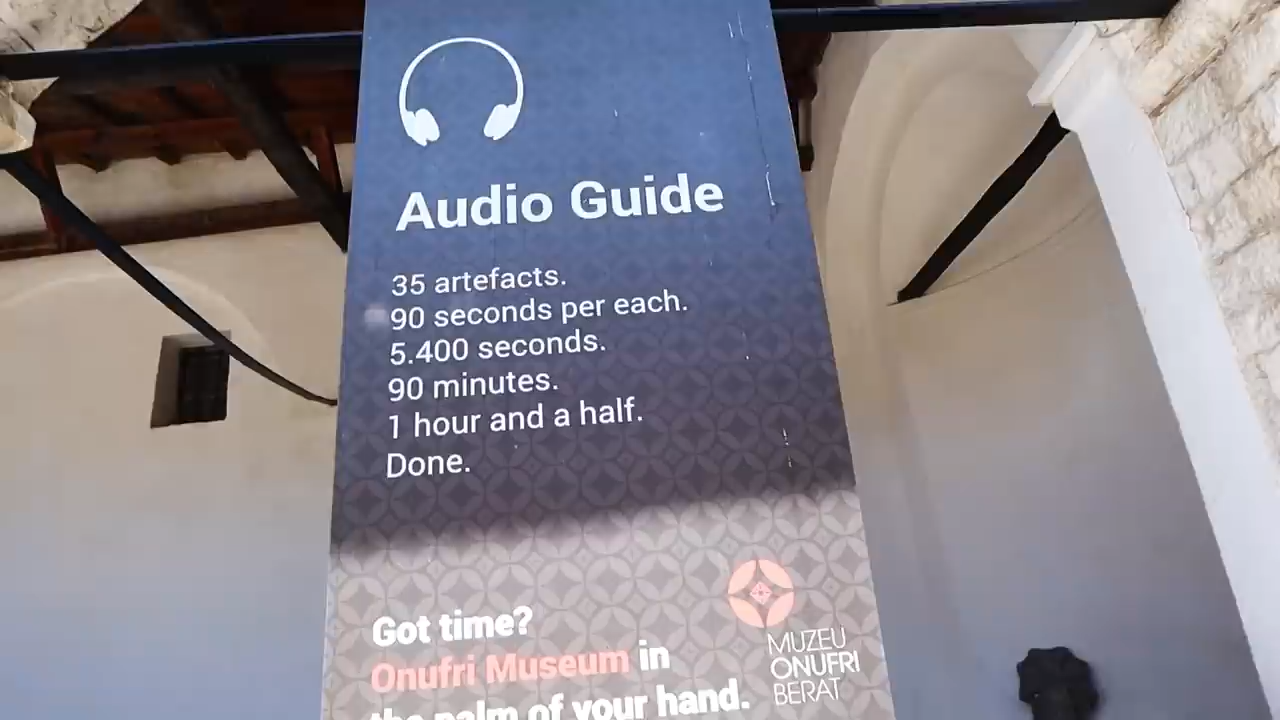 Audio Guide
35 artefacts.
90 seconds per each.
5.400 seconds.
90 minutes.
1 hour and a half.
Done.
Got time?
Onufri Museum in
the palm of your hand.
MUZEU
ONUFRI
BERAT